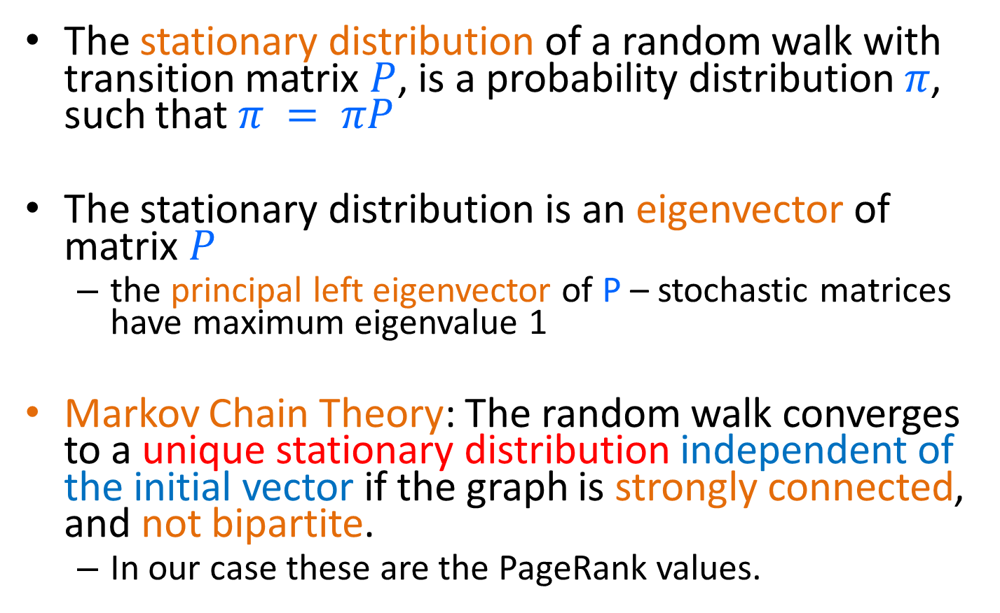 • The stationary distribution of a random walk with
transition matrix P, is a probability distribution π,
such that π = πP
• The stationary distribution is an eigenvector of
matrix P
– the principal left eigenvector of P – stochastic matrices
have maximum eigenvalue 1
• Markov Chain Theory: The random walk converges
to a unique stationary distribution independent of
the initial vector if the graph is strongly connected,
and not bipartite.
– In our case these are the PageRank values.